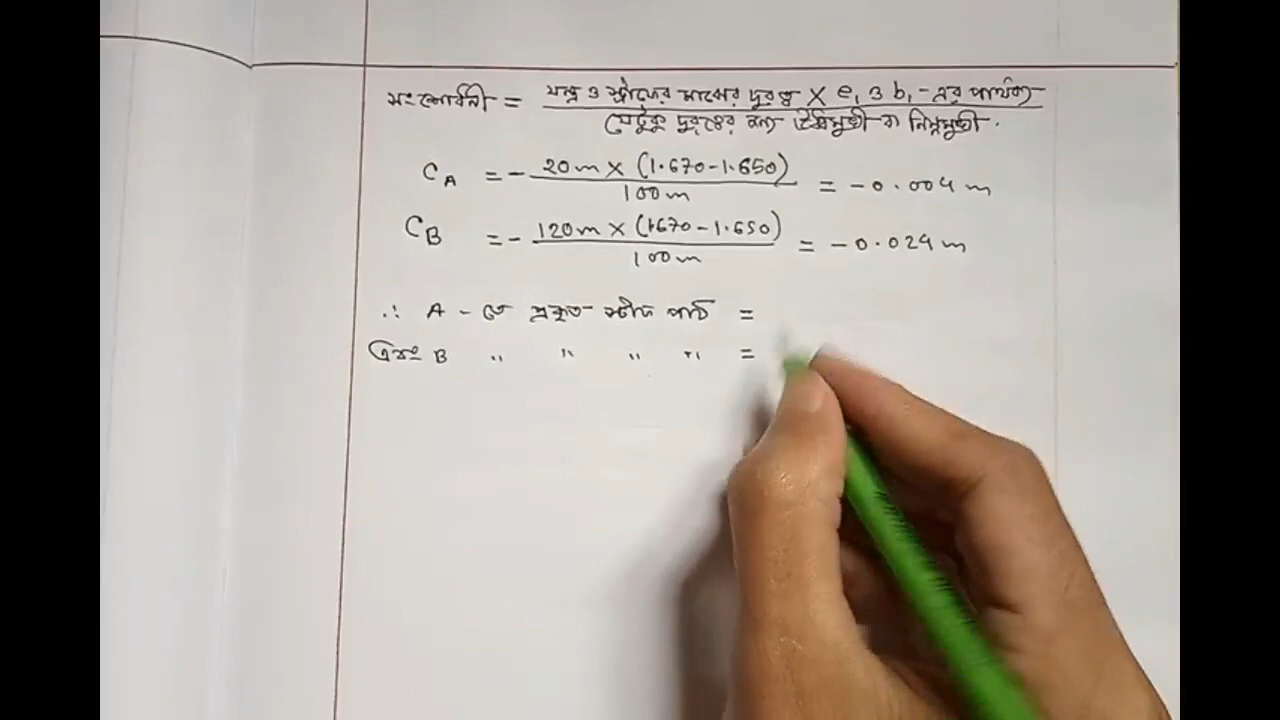 সংশোধনী = যন্ত্র ও স্টাফের মাঝের দুরত্ব × e₁ ও b₁ -এর পার্থক্য
যেটুকু দুরত্বের জন্য উর্ধ্বমুখী বা নিম্নমুখী.
C_A = - 20m × (1.670-1.650) / 100m = -0.004 m
C_B = - 120m × (1.670-1.650) / 100m = -0.024 m
∴ A - তে প্রকৃত স্টাফ পাঠ =
এবং B " " " " =